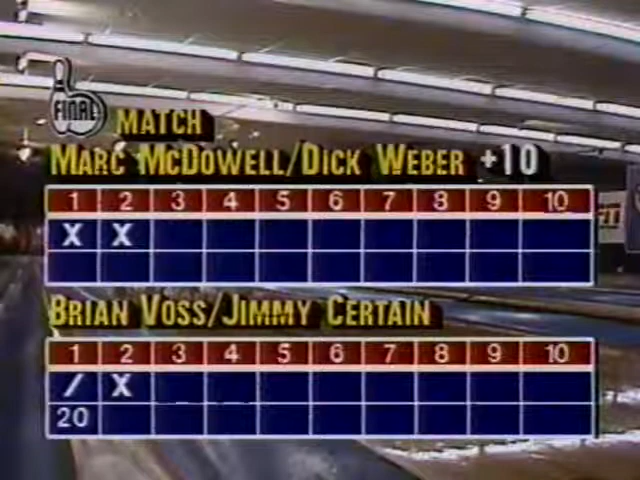 FINAL
MATCH
MARC MCDOWELL/DICK WEBER +10
1 2 3 4 5 6 7 8 9 10
X X
BRIAN VOSS/JIMMY CERTAIN
1 2 3 4 5 6 7 8 9 10
/ X
20